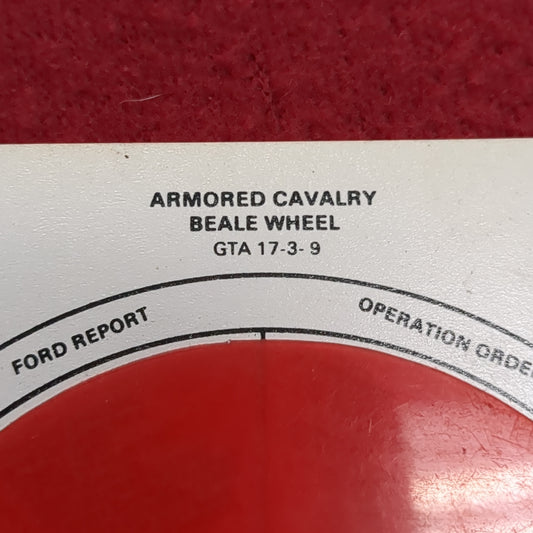 ARMORED CAVALRY
BEALE WHEEL
GTA 17-3- 9
FORD REPORT
OPERATION ORDE